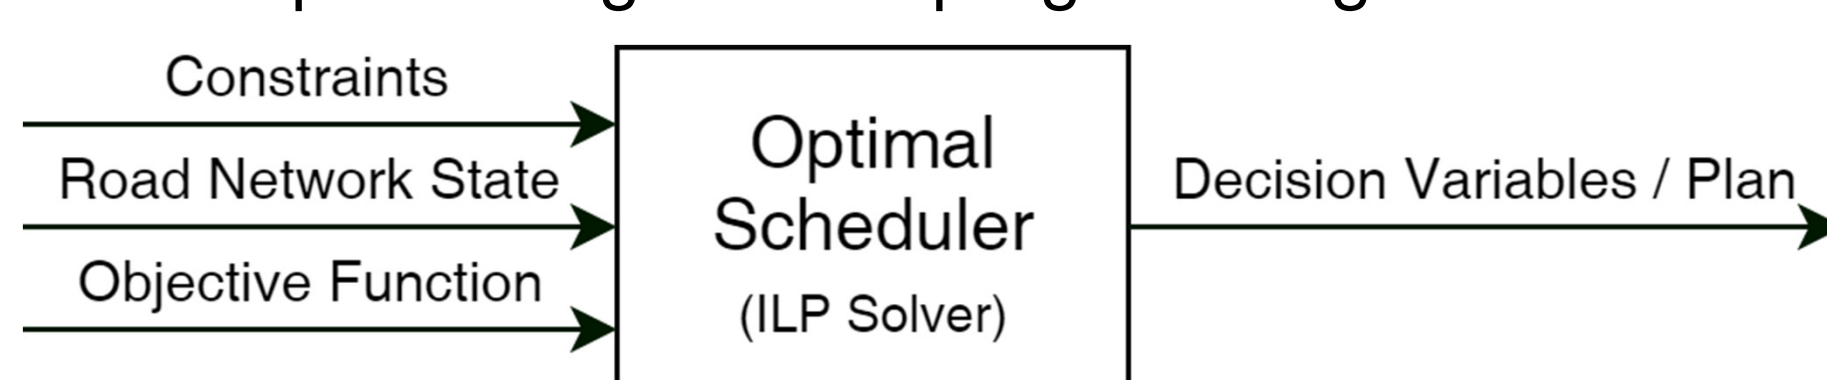 Constraints
Road Network State
Objective Function
Optimal
Scheduler
(ILP Solver)
Decision Variables / Plan